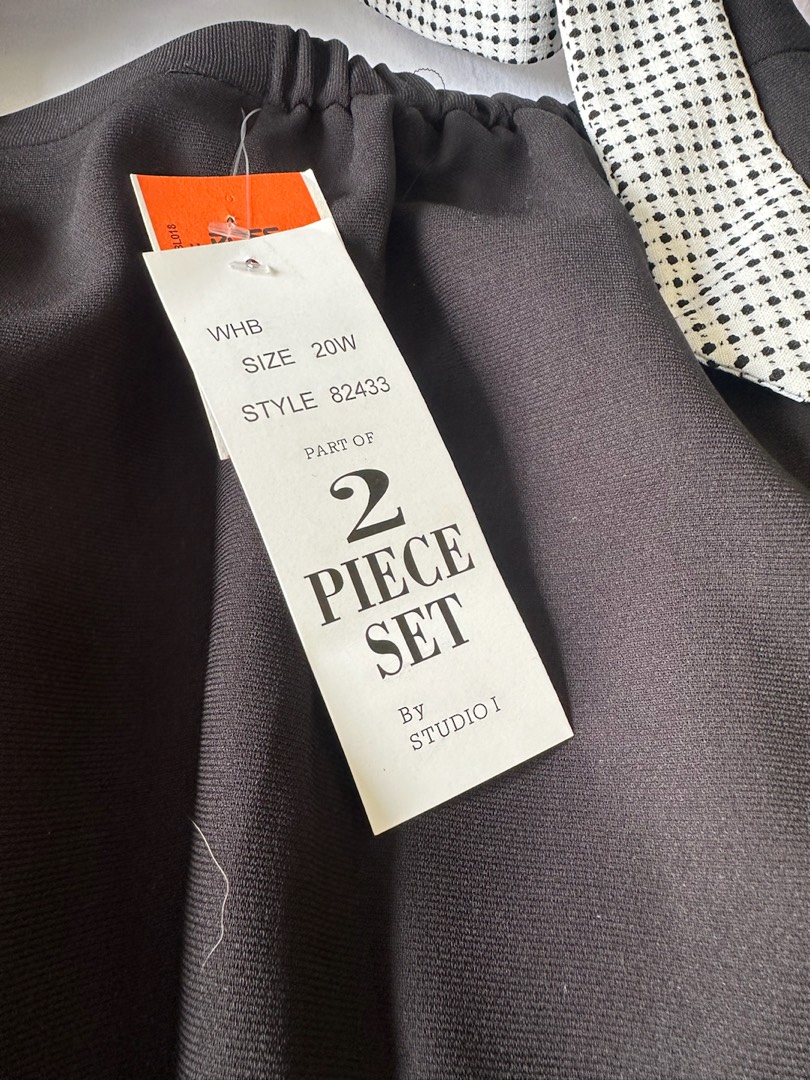 WHB
SIZE 20W
STYLE 82433
PART OF
2
PIECE
SET
By
STUDIO I